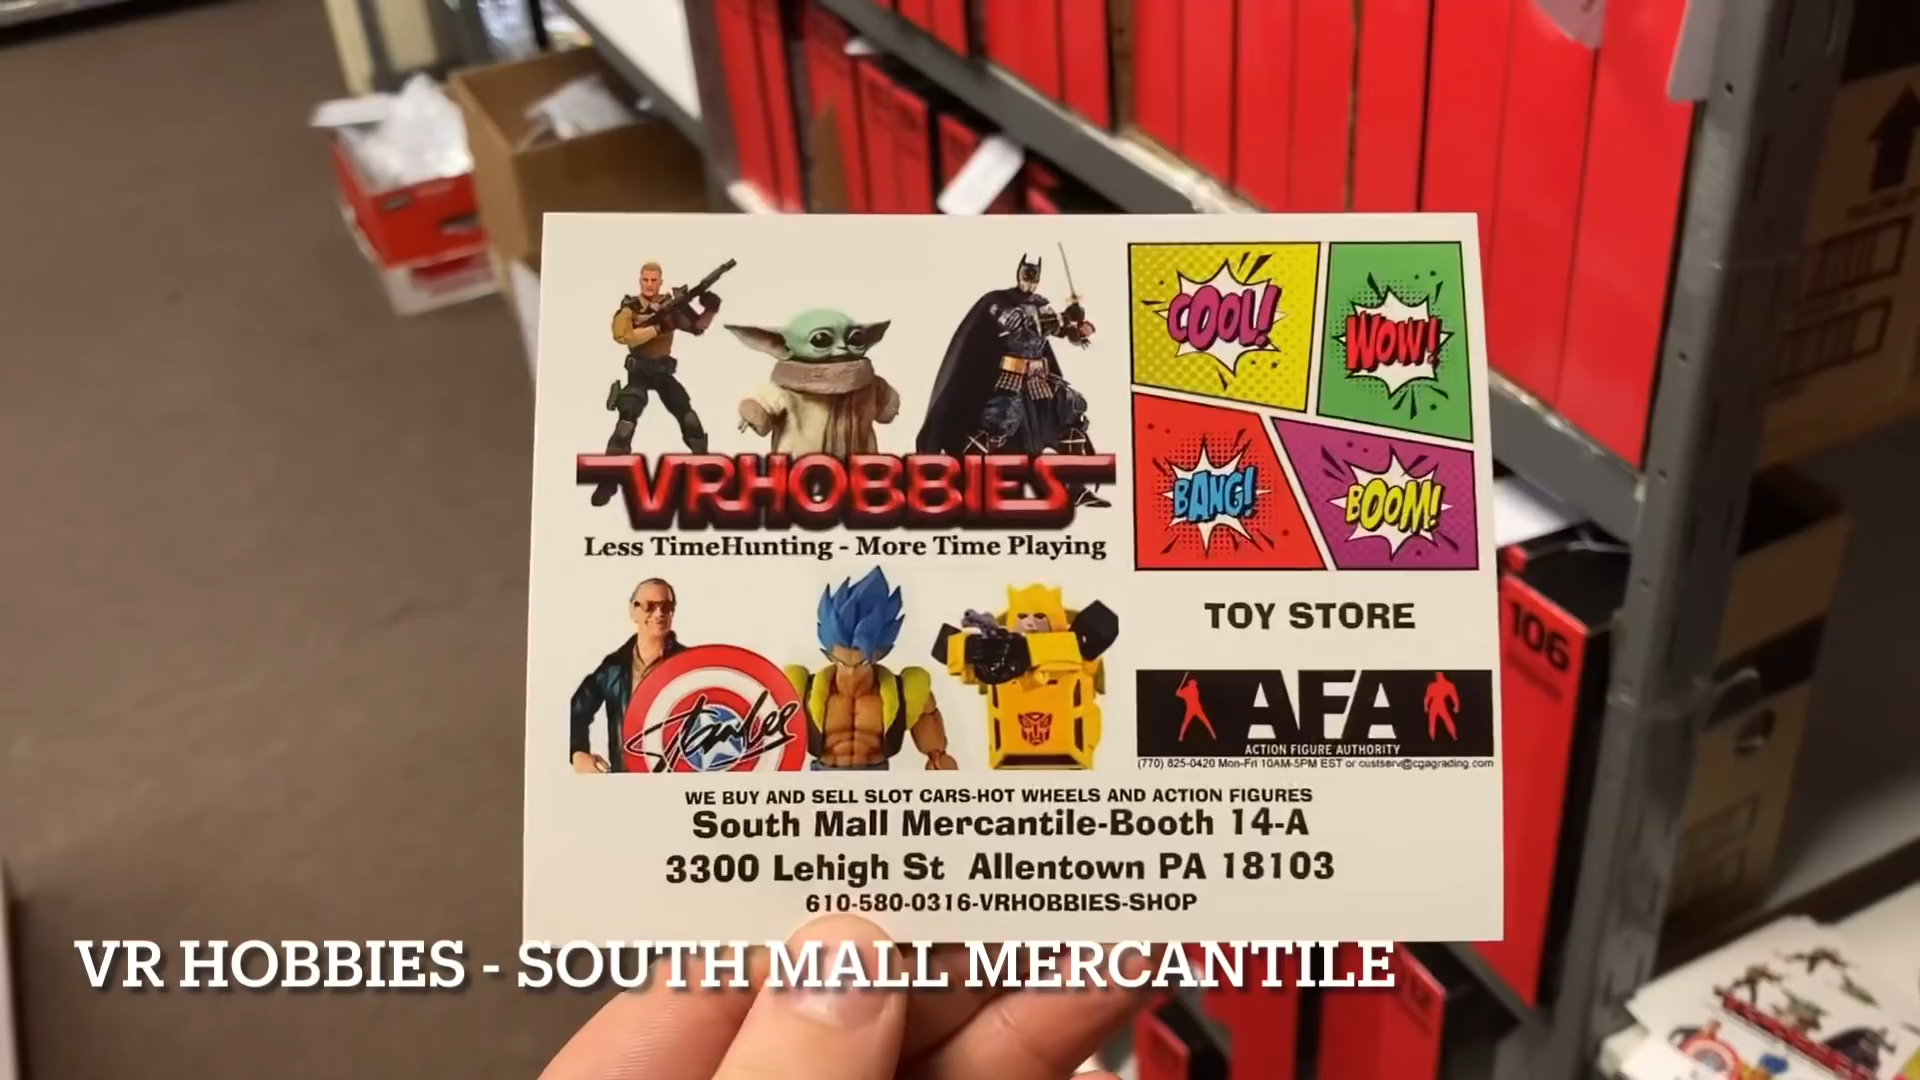 COOL!
WOW!
BANG!
BOOM!
VRHOBBIES
Less TimeHunting - More Time Playing
Stan Lee
TOY STORE
AFA
ACTION FIGURE AUTHORITY
(770) 825-0420 Mon-Fri 10AM-5PM EST or custserv@cgagrading.com
WE BUY AND SELL SLOT CARS-HOT WHEELS AND ACTION FIGURES
South Mall Mercantile-Booth 14-A
3300 Lehigh St Allentown PA 18103
610-580-0316-VRHOBBIES-SHOP
106
VR HOBBIES - SOUTH MALL MERCANTILE